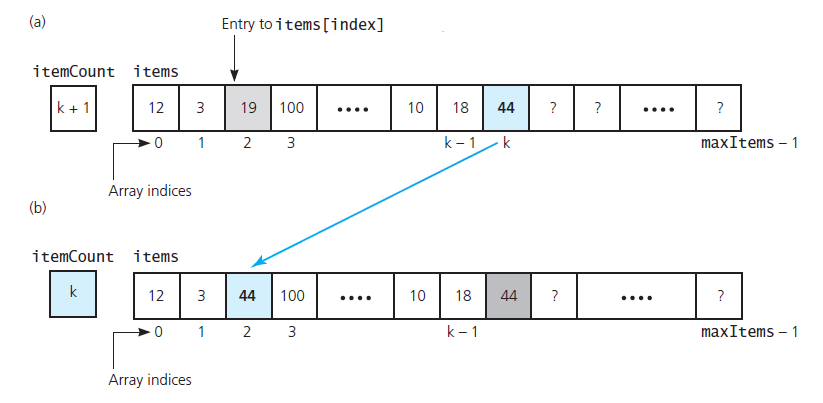 (a)
Entry to items[index]
itemCount items
k + 1 12 3 19 100 •••• 10 18 44 ? ? •••• ?
0 1 2 3 k – 1 k maxItems – 1
Array indices
(b)
itemCount items
k 12 3 44 100 •••• 10 18 44 ? •••• ?
0 1 2 3 k – 1 maxItems – 1
Array indices